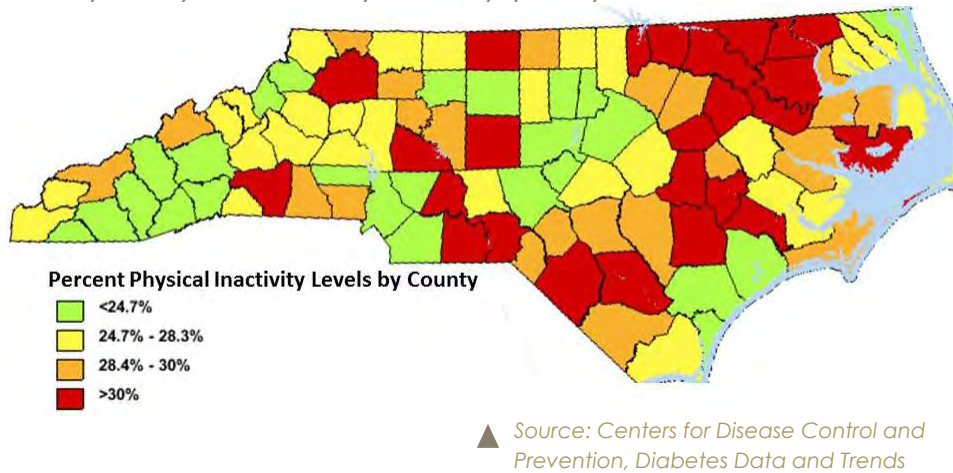 Percent Physical Inactivity Levels by County
<24.7%
24.7% - 28.3%
28.4% - 30%
>30%
Source: Centers for Disease Control and
Prevention, Diabetes Data and Trends